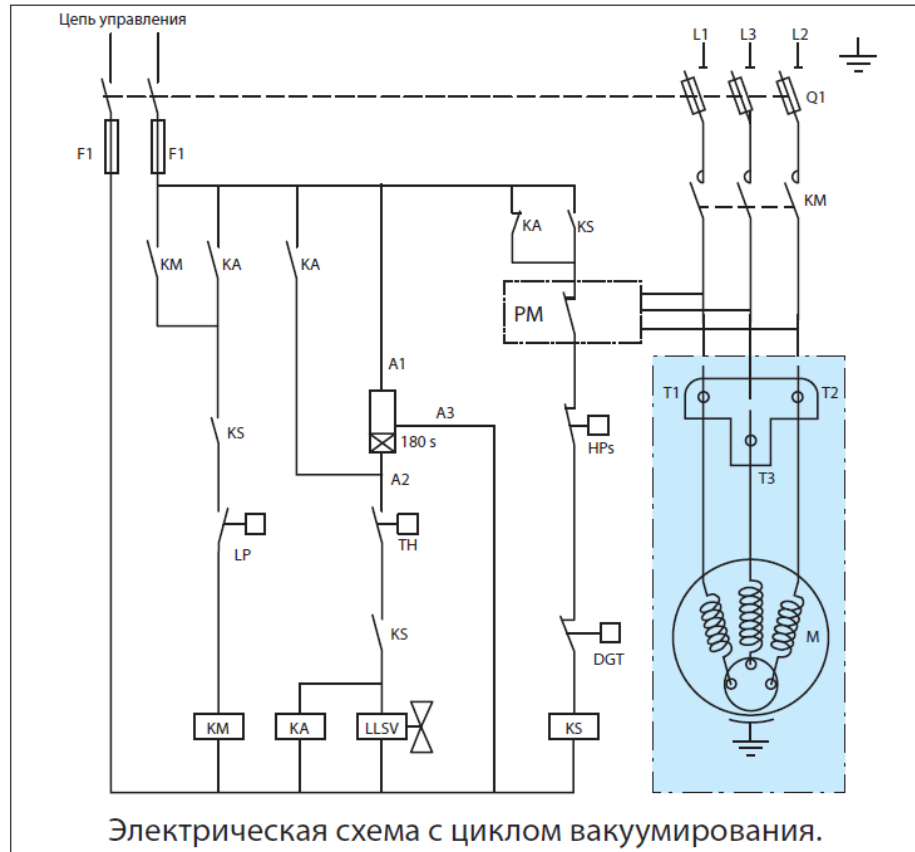 Цепь управления
L1 L3 L2
Q1
F1 F1
KM
KA KS
KM KA KA
PM
A1
T1 T2
A3
KS 180 s
HPs
A2
T3
LP TH
KS
M
DGT
KM KA LLSV KS
Электрическая схема с циклом вакуумирования.